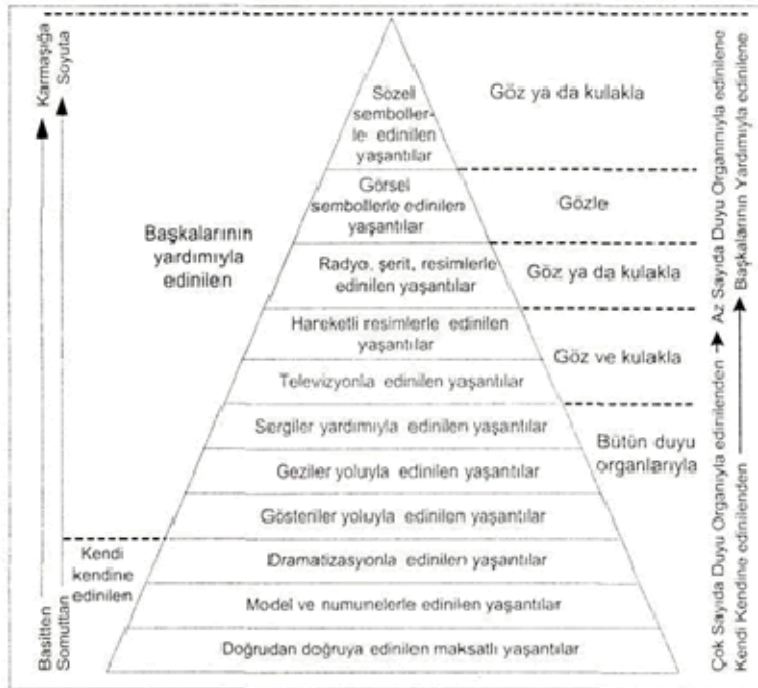 Karmaşığa
Soyuta
Basitten
Somuttan
Başkalarının
yardımıyla
edinilen
Kendi
kendine
edinilen
Sözel
semboller-
le edinilen
yaşantılar
Görsel
sembollerle edinilen
yaşantılar
Radyo, şerit, resimlerle
edinilen yaşantılar
Hareketli resimlerle edinilen
yaşantılar
Televizyonla edinilen yaşantılar
Sergiler yardımıyla edinilen yaşantılar
Geziler yoluyla edinilen yaşantılar
Gösteriler yoluyla edinilen yaşantılar
Dramatizasyonla edinilen yaşantılar
Model ve numunelerle edinilen yaşantılar
Doğrudan doğruya edinilen maksatlı yaşantılar
Göz ya da kulakla
Gözle
Göz ya da kulakla
Göz ve kulakla
Bütün duyu
organlarıyla
Çok Sayıda Duyu Organıyla edinilenden
Az Sayıda Duyu Organımıyla edinilene
Kendi Kendine edinilenden
Başkalarının Yardımıyla edinilene